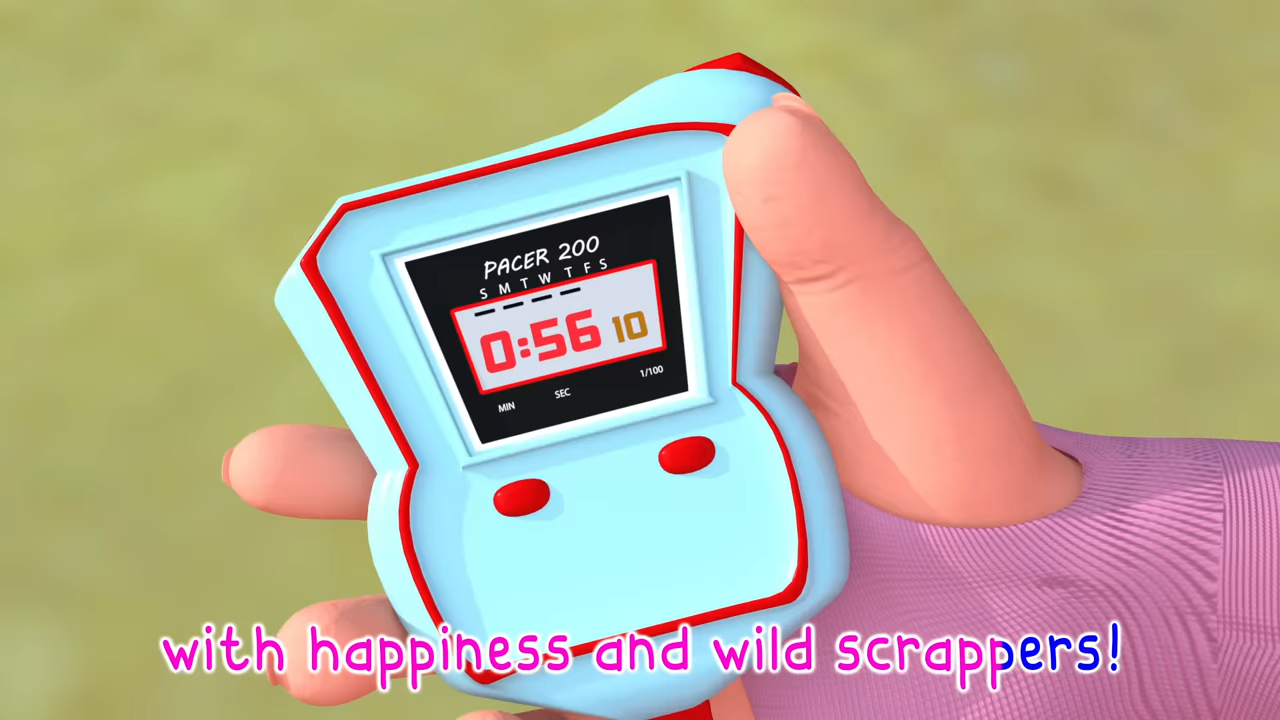 PACER 200
S M T W T F S
0:56 10
MIN SEC 1/100
with happiness and wild scrappers!